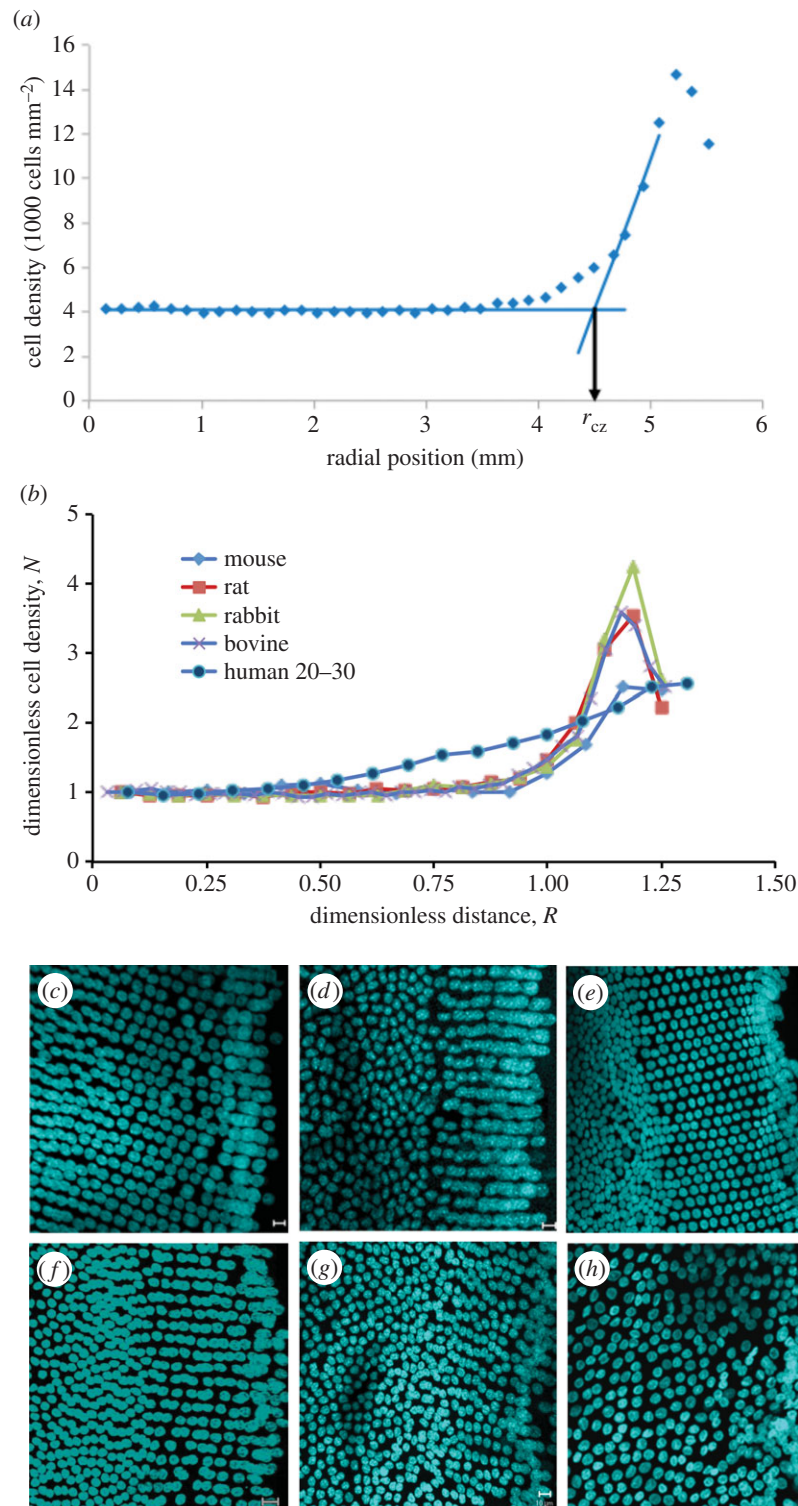 (a)
16
14
12
10
8
6
4
2
0
cell density (1000 cells mm⁻²)
0 1 2 3 4 5 6
r_cz
radial position (mm)
(b)
5
4
3
2
1
0
dimensionless cell density, N
mouse
rat
rabbit
bovine
human 20–30
0 0.25 0.50 0.75 1.00 1.25 1.50
dimensionless distance, R
(c) (d) (e)
(f) (g) (h)
10 µm